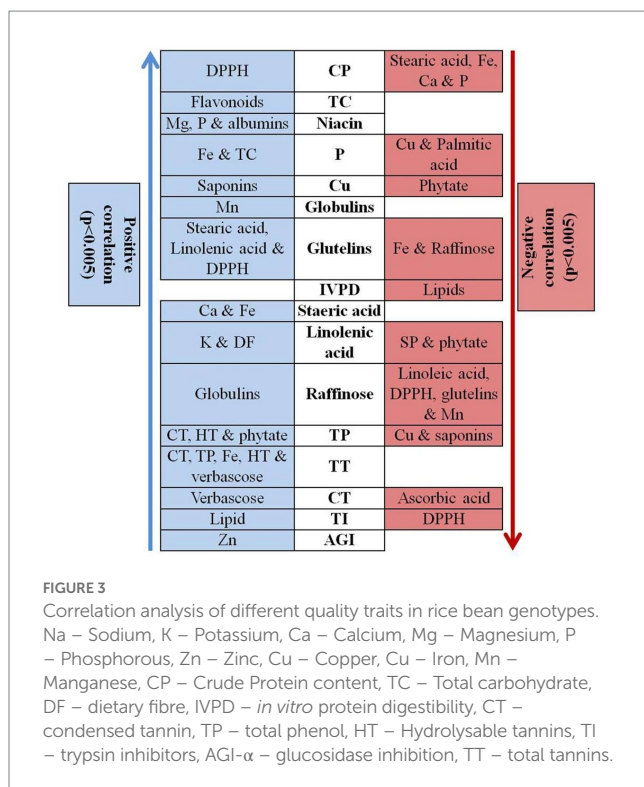 DPPH CP Stearic acid, Fe,
Ca & P
Flavonoids TC
Mg, P & albumins Niacin
Fe & TC P Cu & Palmitic
acid
Saponins Cu Phytate
Mn Globulins
Stearic acid,
Linolenic acid &
DPPH
Glutelins Fe & Raffinose
IVPD Lipids
Ca & Fe Staeric acid
K & DF Linolenic
acid
SP & phytate
Globulins Raffinose Linoleic acid,
DPPH, glutelins
& Mn
CT, HT & phytate TP Cu & saponins
CT, TP, Fe, HT &
verbascose
TT
Verbascose CT Ascorbic acid
Lipid TI DPPH
Zn AGI
Positive
correlation
(p<0.005)
Negative
correlation
(p<0.005)
FIGURE 3
Correlation analysis of different quality traits in rice bean genotypes.
Na – Sodium, K – Potassium, Ca – Calcium, Mg – Magnesium, P
– Phosphorous, Zn – Zinc, Cu – Copper, Cu – Iron, Mn –
Manganese, CP – Crude Protein content, TC – Total carbohydrate,
DF – dietary fibre, IVPD – in vitro protein digestibility, CT –
condensed tannin, TP – total phenol, HT – Hydrolysable tannins, TI
– trypsin inhibitors, AGI-α – glucosidase inhibition, TT – total tannins.